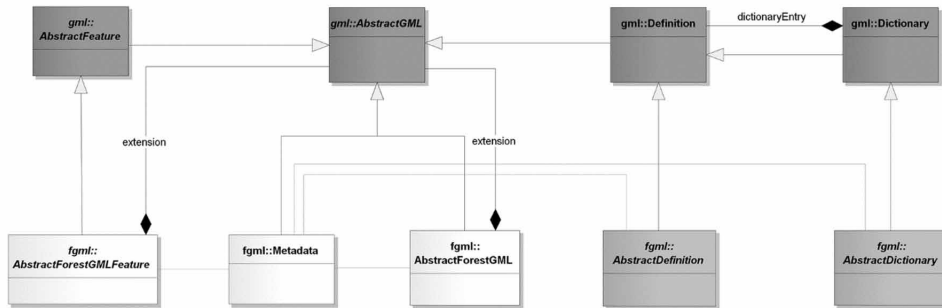 gml::
AbstractFeature
gml::AbstractGML
gml::Definition
dictionaryEntry
gml::Dictionary
extension
extension
fgml::
AbstractForestGMLFeature
fgml::Metadata
fgml::
AbstractForestGML
fgml::
AbstractDefinition
fgml::
AbstractDictionary